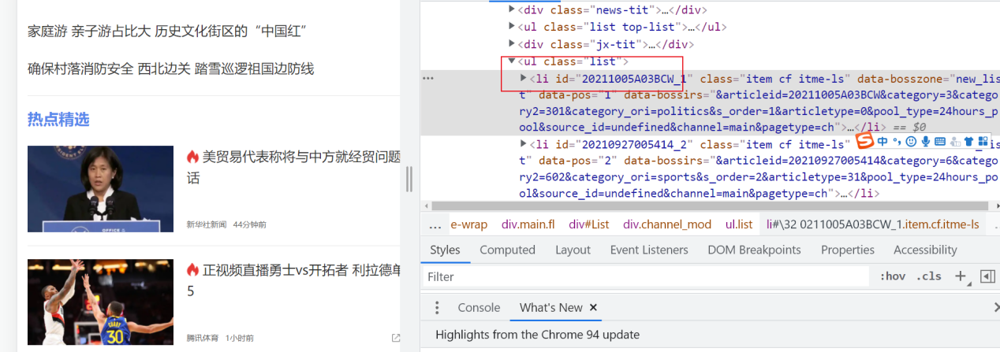 家庭游 亲子游占比大 历史文化街区的“中国红”
确保村落消防安全 西北边关 踏雪巡逻祖国边防线
热点精选
美贸易代表称将与中方就经贸问题
话
新华社新闻 44分钟前
正视频直播勇士vs开拓者 利拉德单
5
腾讯体育 1小时前
<div class="news-tit">…</div>
<ul class="list top-list">…</ul>
<div class="jx-tit">…</div>
<ul class="list">
<li id="20211005A03BCW_1" class="item cf itme-ls" data-bosszone="new_lis
t" data-pos="1" data-bossirs="&articleid=20211005A03BCW&category=3&catego
ry2=301&category_ori=politics&s_order=1&articletype=0&pool_type=24hours_p
ool&source_id=undefined&channel=main&pagetype=ch">…</li> == $0
<li id="20210927005414_2" class="item cf itme-ls"
t" data-pos="2" data-bossirs="&articleid=20210927005414&category=6&catego
ry2=602&category_ori=sports&s_order=2&articletype=31&pool_type=24hours_po
ol&source_id=undefined&channel=main&pagetype=ch">…</li>
中
… e-wrap div.main.fl div#List div.channel_mod ul.list li#\32 0211005A03BCW_1.item.cf.itme-ls
Styles Computed Layout Event Listeners DOM Breakpoints Properties Accessibility
Filter :hov .cls
Console What's New
Highlights from the Chrome 94 update
30